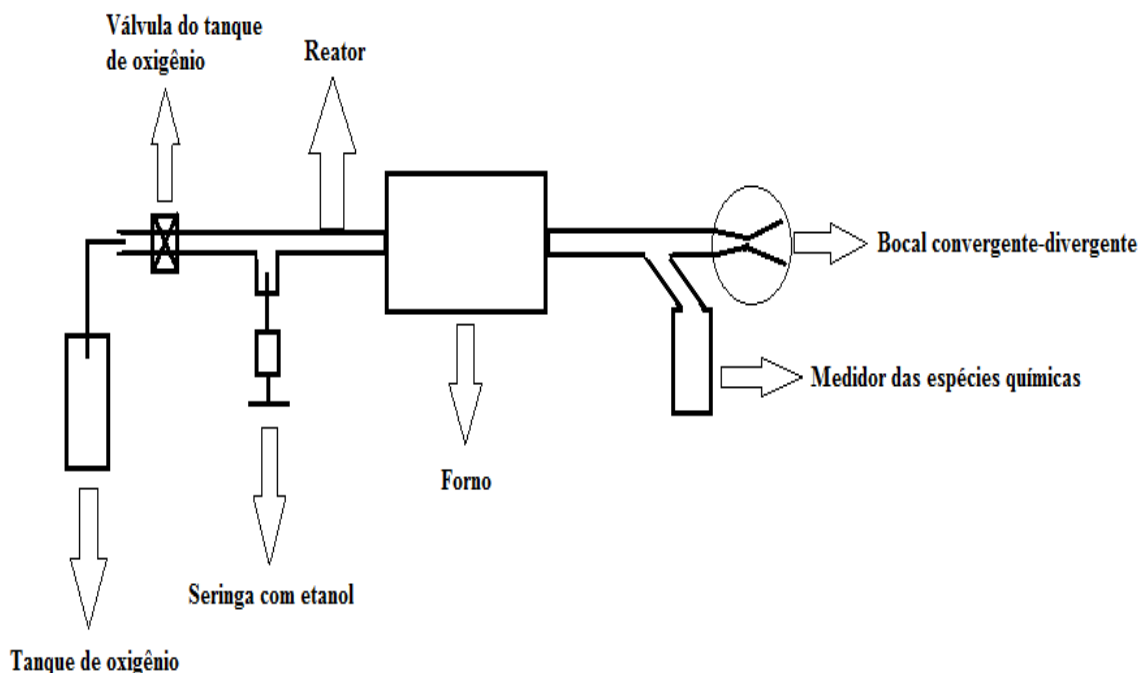 Válvula do tanque
de oxigênio
Reator
Bocal convergente-divergente
Medidor das espécies químicas
Forno
Seringa com etanol
Tanque de oxigênio